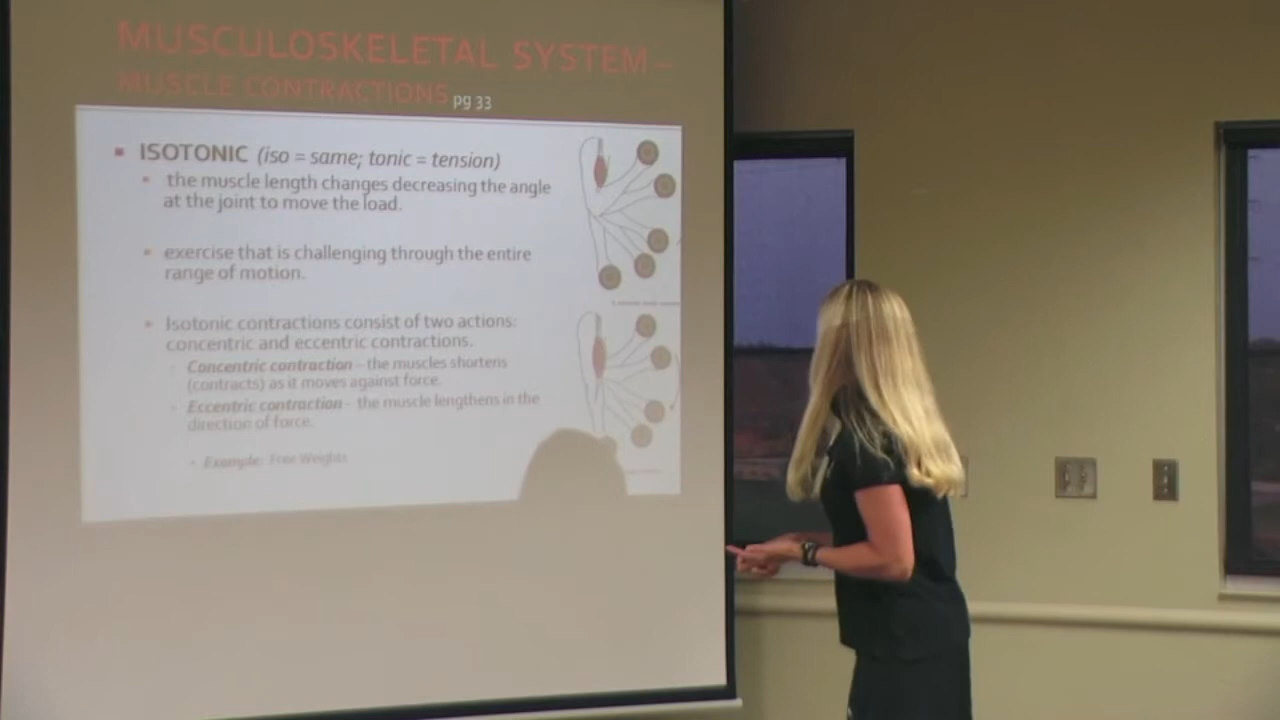 MUSCULOSKELETAL SYSTEM –
MUSCLE CONTRACTIONS pg 33
ISOTONIC (iso = same; tonic = tension)
the muscle length changes decreasing the angle
at the joint to move the load.
exercise that is challenging through the entire
range of motion.
Isotonic contractions consist of two actions:
concentric and eccentric contractions.
Concentric contraction – the muscles shortens
(contracts) as it moves against force.
Eccentric contraction - the muscle lengthens in the
direction of force.
Example: Free Weights